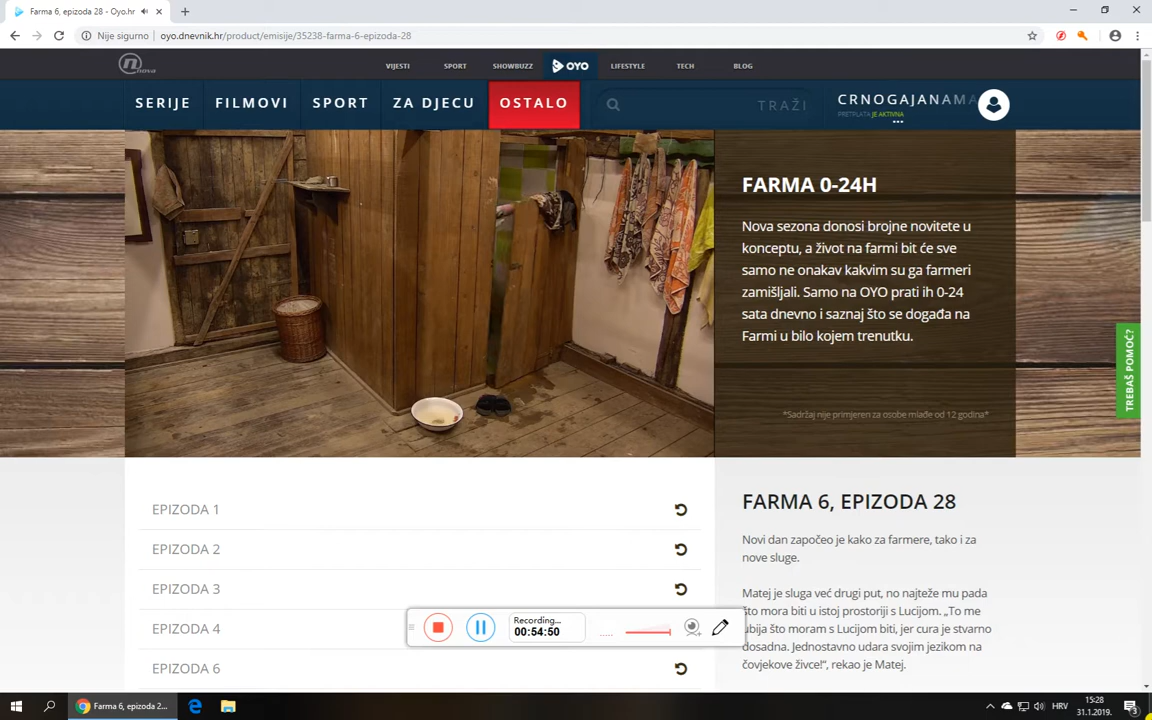 Farma 6, epizoda 28 - Oyo.hr
Nije sigurno | oyo.dnevnik.hr/product/emisije/35238-farma-6-epizoda-28
nova
VIJESTI SPORT SHOWBUZZ OYO LIFESTYLE TECH BLOG
SERIJE FILMOVI SPORT ZA DJECU OSTALO TRAŽI CRNOGAJANAMA
PRETPLATA JE AKTIVNA
FARMA 0-24H
Nova sezona donosi brojne novitete u
konceptu, a život na farmi bit će sve
samo ne onakav kakvim su ga farmeri
zamišljali. Samo na OYO prati ih 0-24
sata dnevno i saznaj što se događa na
Farmi u bilo kojem trenutku.
*Sadržaj nije primjeren za osobe mlađe od 12 godina*
TREBAŠ POMOĆ?
EPIZODA 1
EPIZODA 2
EPIZODA 3
EPIZODA 4
EPIZODA 6
FARMA 6, EPIZODA 28
Novi dan započeo je kako za farmere, tako i za
nove sluge.
Matej je sluga već drugi put, no najteže mu pada
što mora biti u istoj prostoriji s Lucijom. „To me
ubija što moram s Lucijom biti, jer cura je stvarno
dosadna. Jednostavno udara svojim jezikom na
čovjekove živce!", rekao je Matej.
Recording...
00:54:50
Farma 6, epizoda 2...
HRV
15:28
31.1.2019.
3